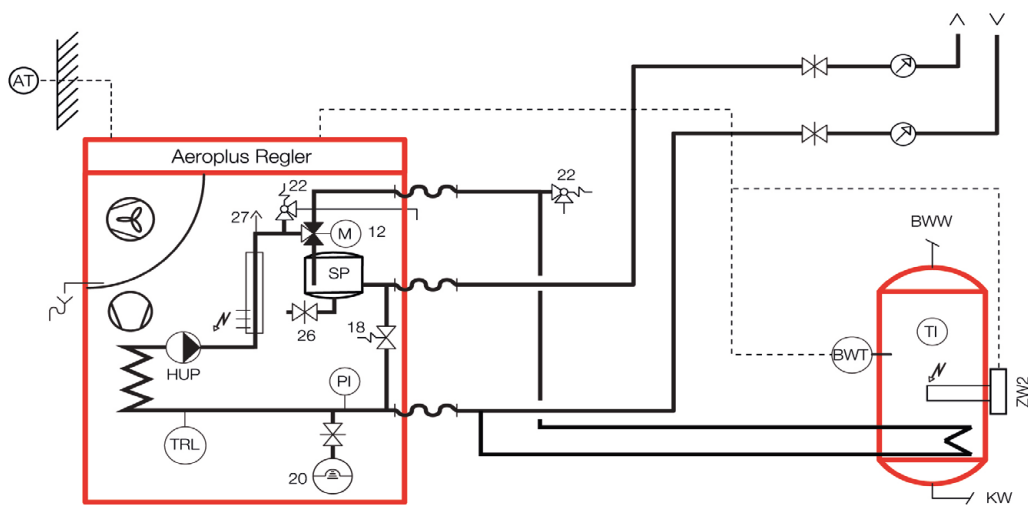 AT
Aeroplus Regler
22
27
M
12
22
SP
BWW
26
18
TI
BWT
HUP
PI
ZW2
TRL
20
KW